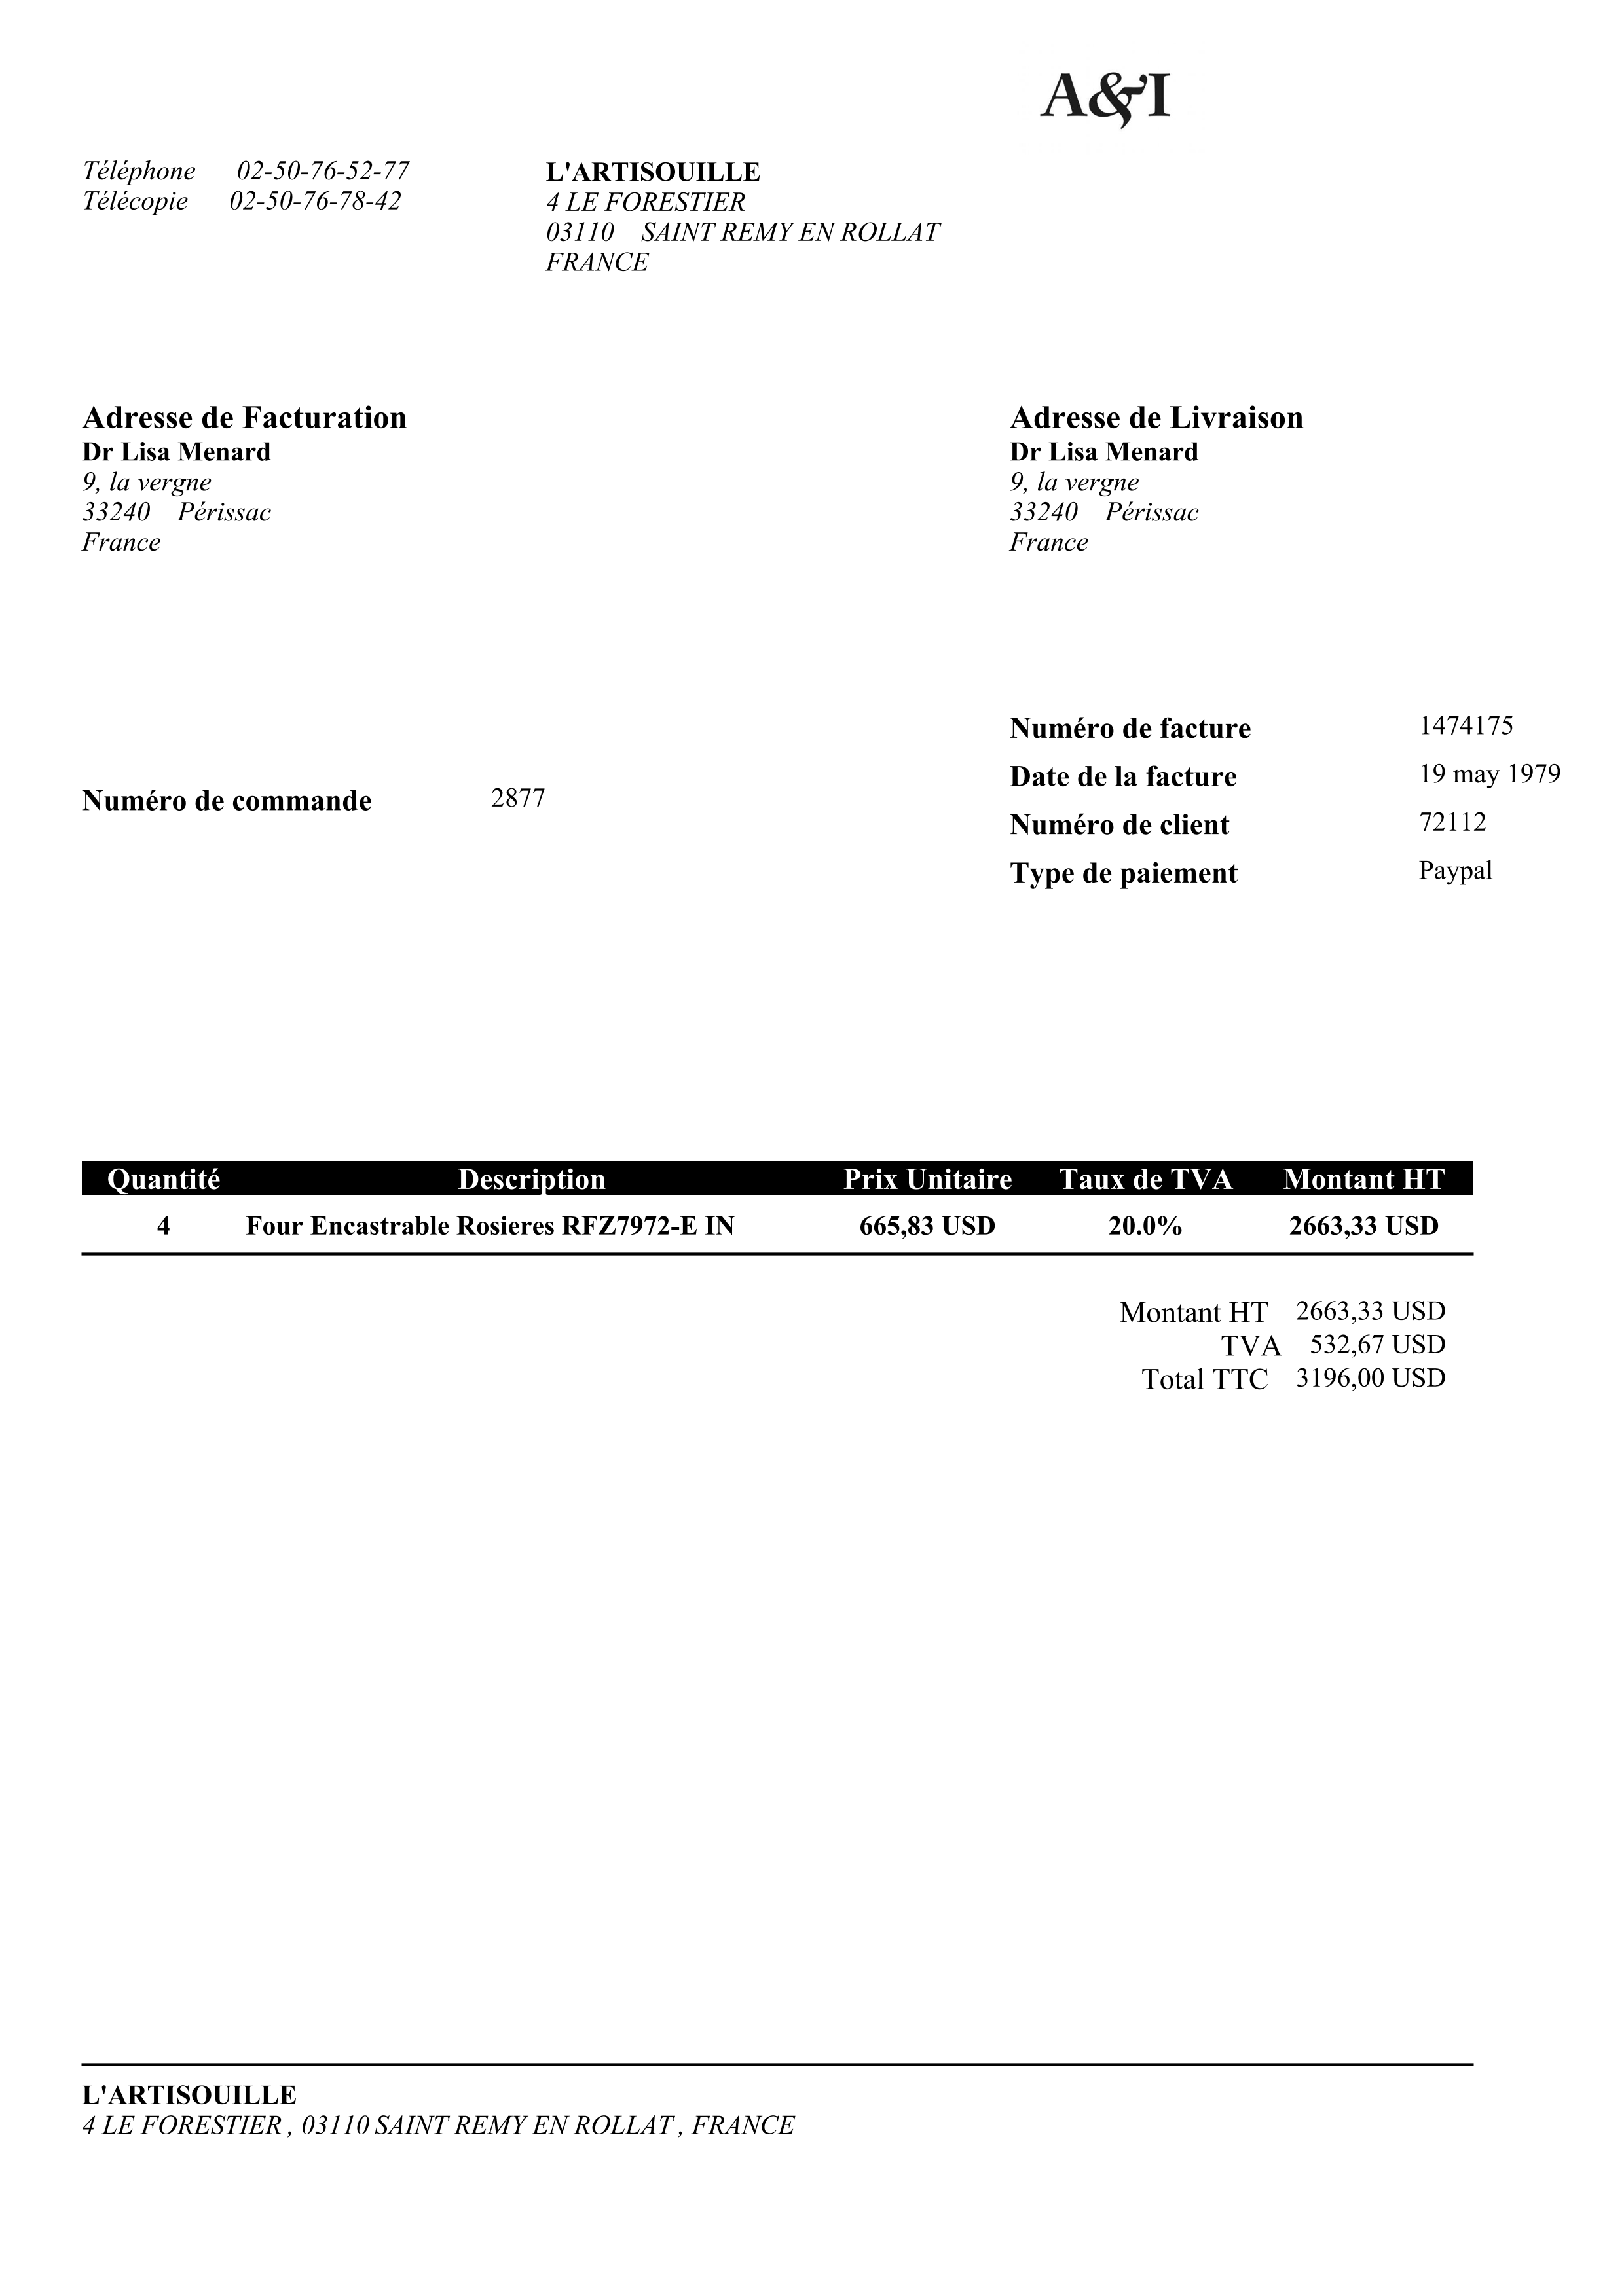 A&I
Téléphone 02-50-76-52-77
Télécopie 02-50-76-78-42
L'ARTISOUILLE
4 LE FORESTIER
03110 SAINT REMY EN ROLLAT
FRANCE
Adresse de Facturation
Dr Lisa Menard
9, la vergne
33240 Périssac
France
Adresse de Livraison
Dr Lisa Menard
9, la vergne
33240 Périssac
France
Numéro de commande 2877
Numéro de facture 1474175
Date de la facture 19 may 1979
Numéro de client 72112
Type de paiement Paypal
Quantité Description Prix Unitaire Taux de TVA Montant HT
4 Four Encastrable Rosieres RFZ7972-E IN 665,83 USD 20.0% 2663,33 USD
Montant HT 2663,33 USD
TVA 532,67 USD
Total TTC 3196,00 USD
L'ARTISOUILLE
4 LE FORESTIER , 03110 SAINT REMY EN ROLLAT , FRANCE